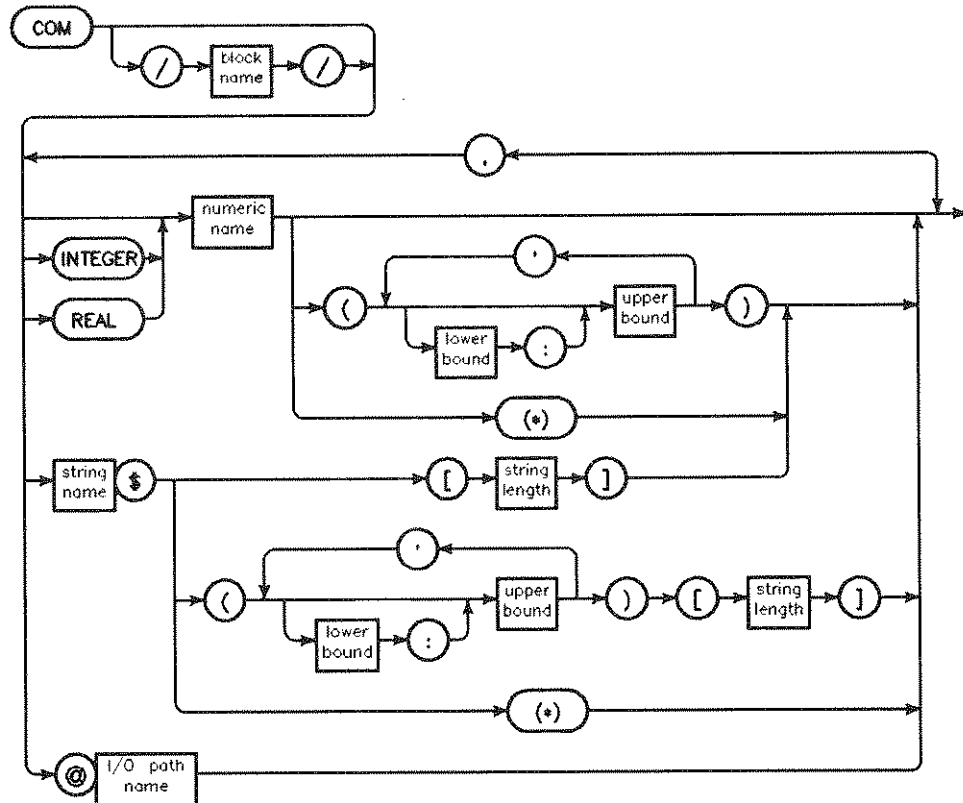 COM
/
block
name
/
,
numeric
name
INTEGER
REAL
,
(
upper
bound
)
lower
bound
:
(*)
string
name
$
[
string
length
]
,
(
upper
bound
)
[
string
length
]
lower
bound
:
(*)
@
I/O path
name